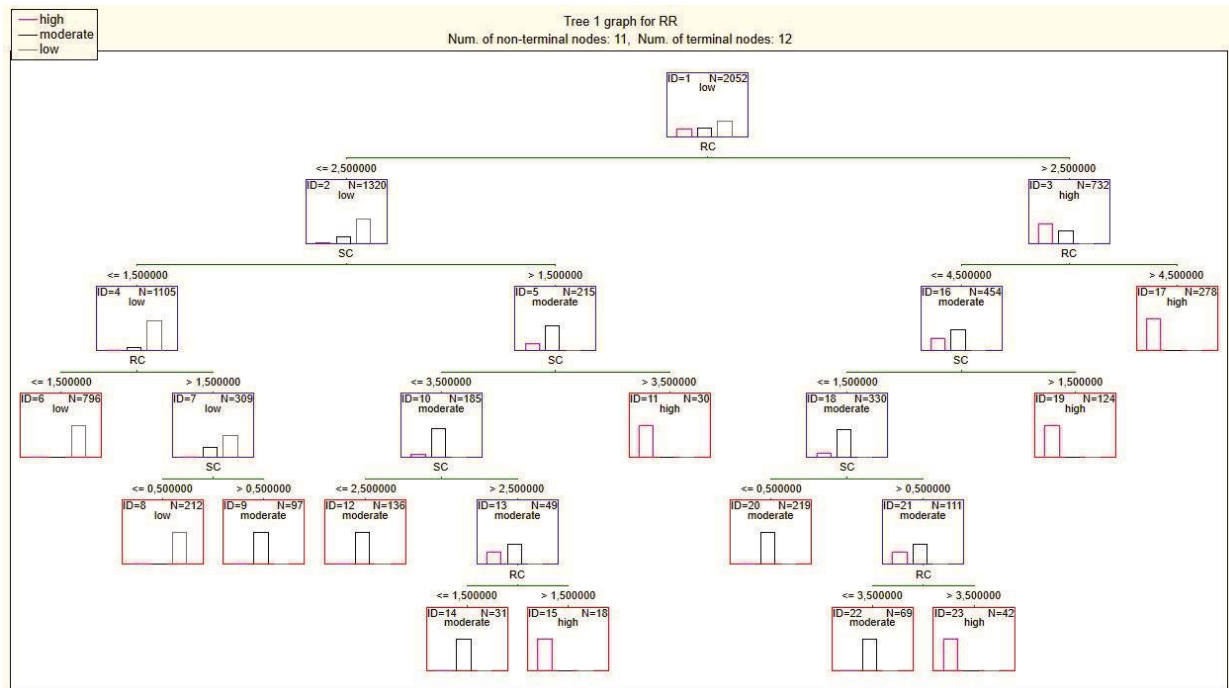 high
moderate
low
Tree 1 graph for RR
Num. of non-terminal nodes: 11, Num. of terminal nodes: 12
ID=1 N=2052
low
RC
<= 2,500000 > 2,500000
ID=2 N=1320 ID=3 N=732
low high
SC RC
<= 1,500000 > 1,500000 <= 4,500000 > 4,500000
ID=4 N=1105 ID=5 N=215 ID=16 N=454 ID=17 N=278
low moderate moderate high
RC SC SC
<= 1,500000 > 1,500000 <= 3,500000 > 3,500000 <= 1,500000 > 1,500000
ID=6 N=796 ID=7 N=309 ID=10 N=185 ID=11 N=30 ID=18 N=330 ID=19 N=124
low low moderate high moderate high
SC SC SC
<= 0,500000 > 0,500000 <= 2,500000 > 2,500000 <= 0,500000 > 0,500000
ID=8 N=212 ID=9 N=97 ID=12 N=136 ID=13 N=49 ID=20 N=219 ID=21 N=111
low moderate moderate moderate moderate moderate
RC RC
<= 1,500000 > 1,500000 <= 3,500000 > 3,500000
ID=14 N=31 ID=15 N=18 ID=22 N=69 ID=23 N=42
moderate high moderate high